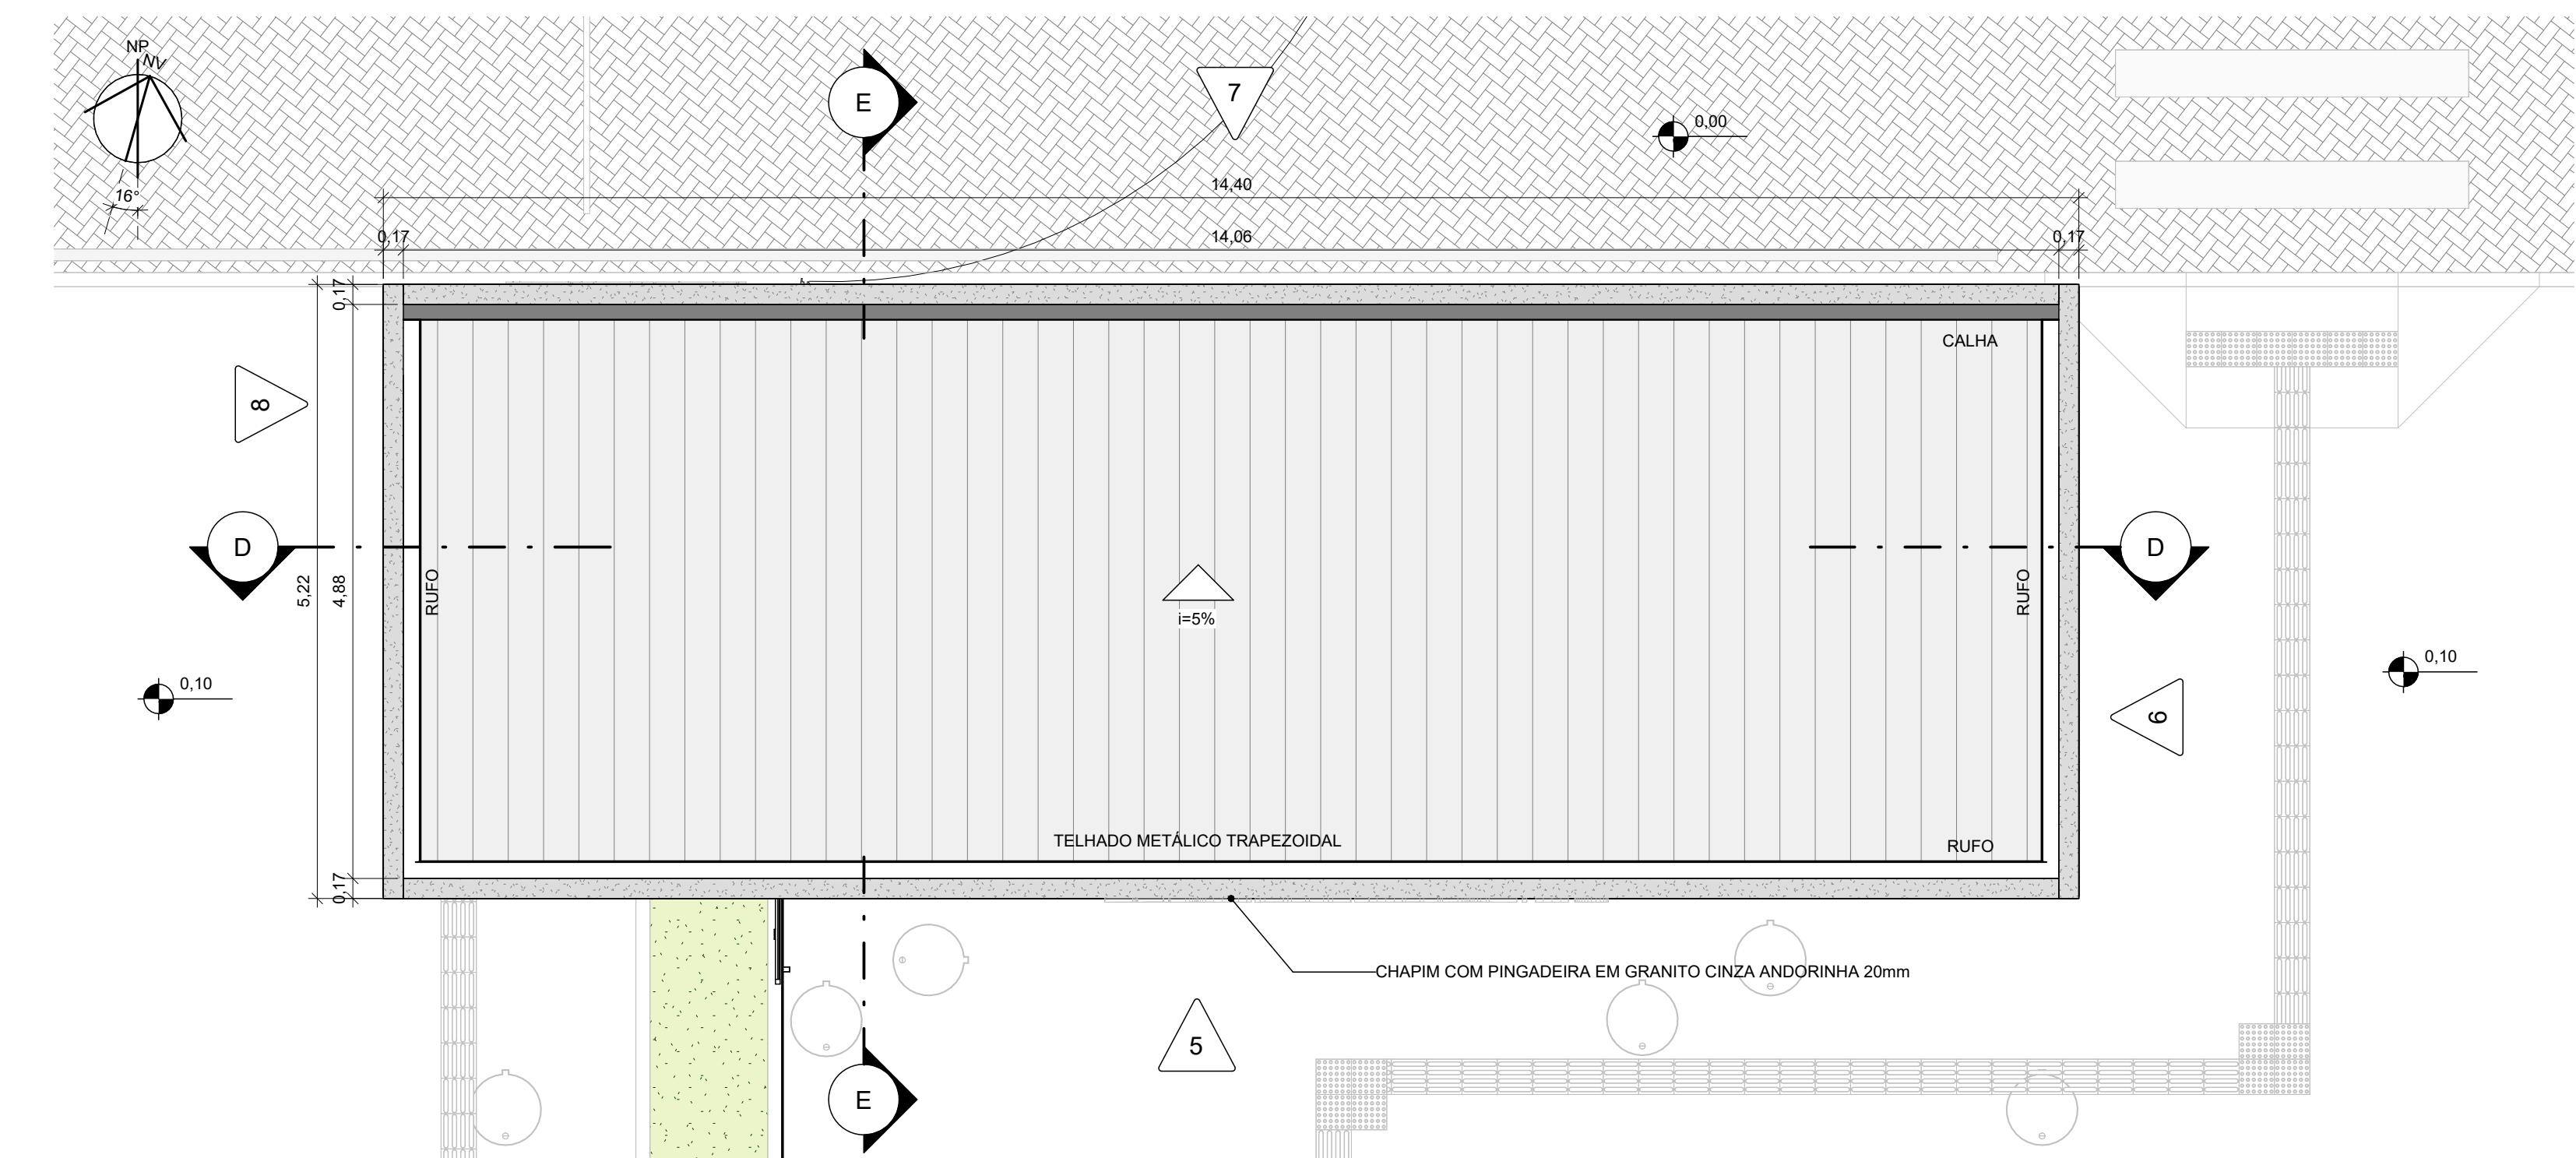 NP
NV
16°
E
7
0,00
14,40
0,17
14,06
0,17
0,17
CALHA
8
D
D
5,22
4,88
RUFO
RUFO
i=5%
0,10
0,10
6
TELHADO METÁLICO TRAPEZOIDAL
RUFO
0,17
CHAPIM COM PINGADEIRA EM GRANITO CINZA ANDORINHA 20mm
5
E